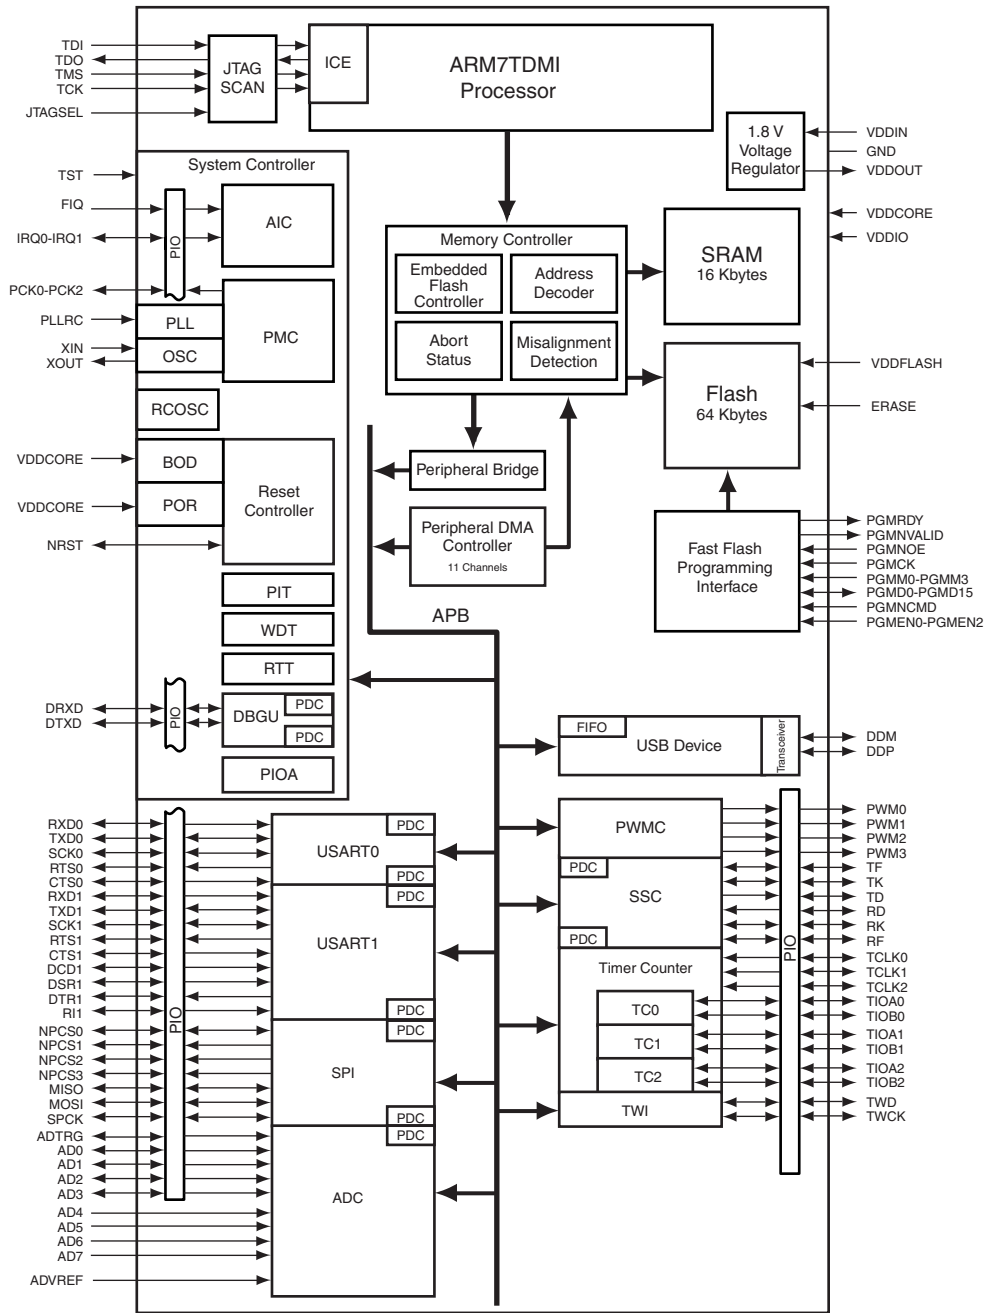 TDI
TDO
TMS
TCK
JTAGSEL
JTAG
SCAN
ICE
ARM7TDMI
Processor
1.8 V
Voltage
Regulator
VDDIN
GND
VDDOUT
VDDCORE
VDDIO
System Controller
TST
FIQ
IRQ0-IRQ1
PIO
AIC
PCK0-PCK2
PLLRC
XIN
XOUT
PLL
OSC
PMC
RCOSC
VDDCORE
VDDCORE
NRST
BOD
POR
Reset
Controller
PIT
WDT
RTT
DRXD
DTXD
PIO
DBGU
PDC
PDC
PIOA
Memory Controller
Embedded
Flash
Controller
Address
Decoder
Abort
Status
Misalignment
Detection
SRAM
16 Kbytes
Flash
64 Kbytes
VDDFLASH
ERASE
Peripheral Bridge
Peripheral DMA
Controller
11 Channels
APB
Fast Flash
Programming
Interface
PGMRDY
PGMNVALID
PGMNOE
PGMCK
PGMM0-PGMM3
PGMD0-PGMD15
PGMNCMD
PGMEN0-PGMEN2
FIFO
USB Device
Transceiver
DDM
DDP
RXD0
TXD0
SCK0
RTS0
CTS0
RXD1
TXD1
SCK1
RTS1
CTS1
DCD1
DSR1
DTR1
RI1
NPCS0
NPCS1
NPCS2
NPCS3
MISO
MOSI
SPCK
ADTRG
AD0
AD1
AD2
AD3
AD4
AD5
AD6
AD7
ADVREF
PIO
PDC
USART0
PDC
PDC
USART1
PDC
PDC
SPI
PDC
PDC
ADC
PWMC
PDC
SSC
PDC
Timer Counter
TC0
TC1
TC2
TWI
PIO
PWM0
PWM1
PWM2
PWM3
TF
TK
TD
RD
RK
RF
TCLK0
TCLK1
TCLK2
TIOA0
TIOB0
TIOA1
TIOB1
TIOA2
TIOB2
TWD
TWCK